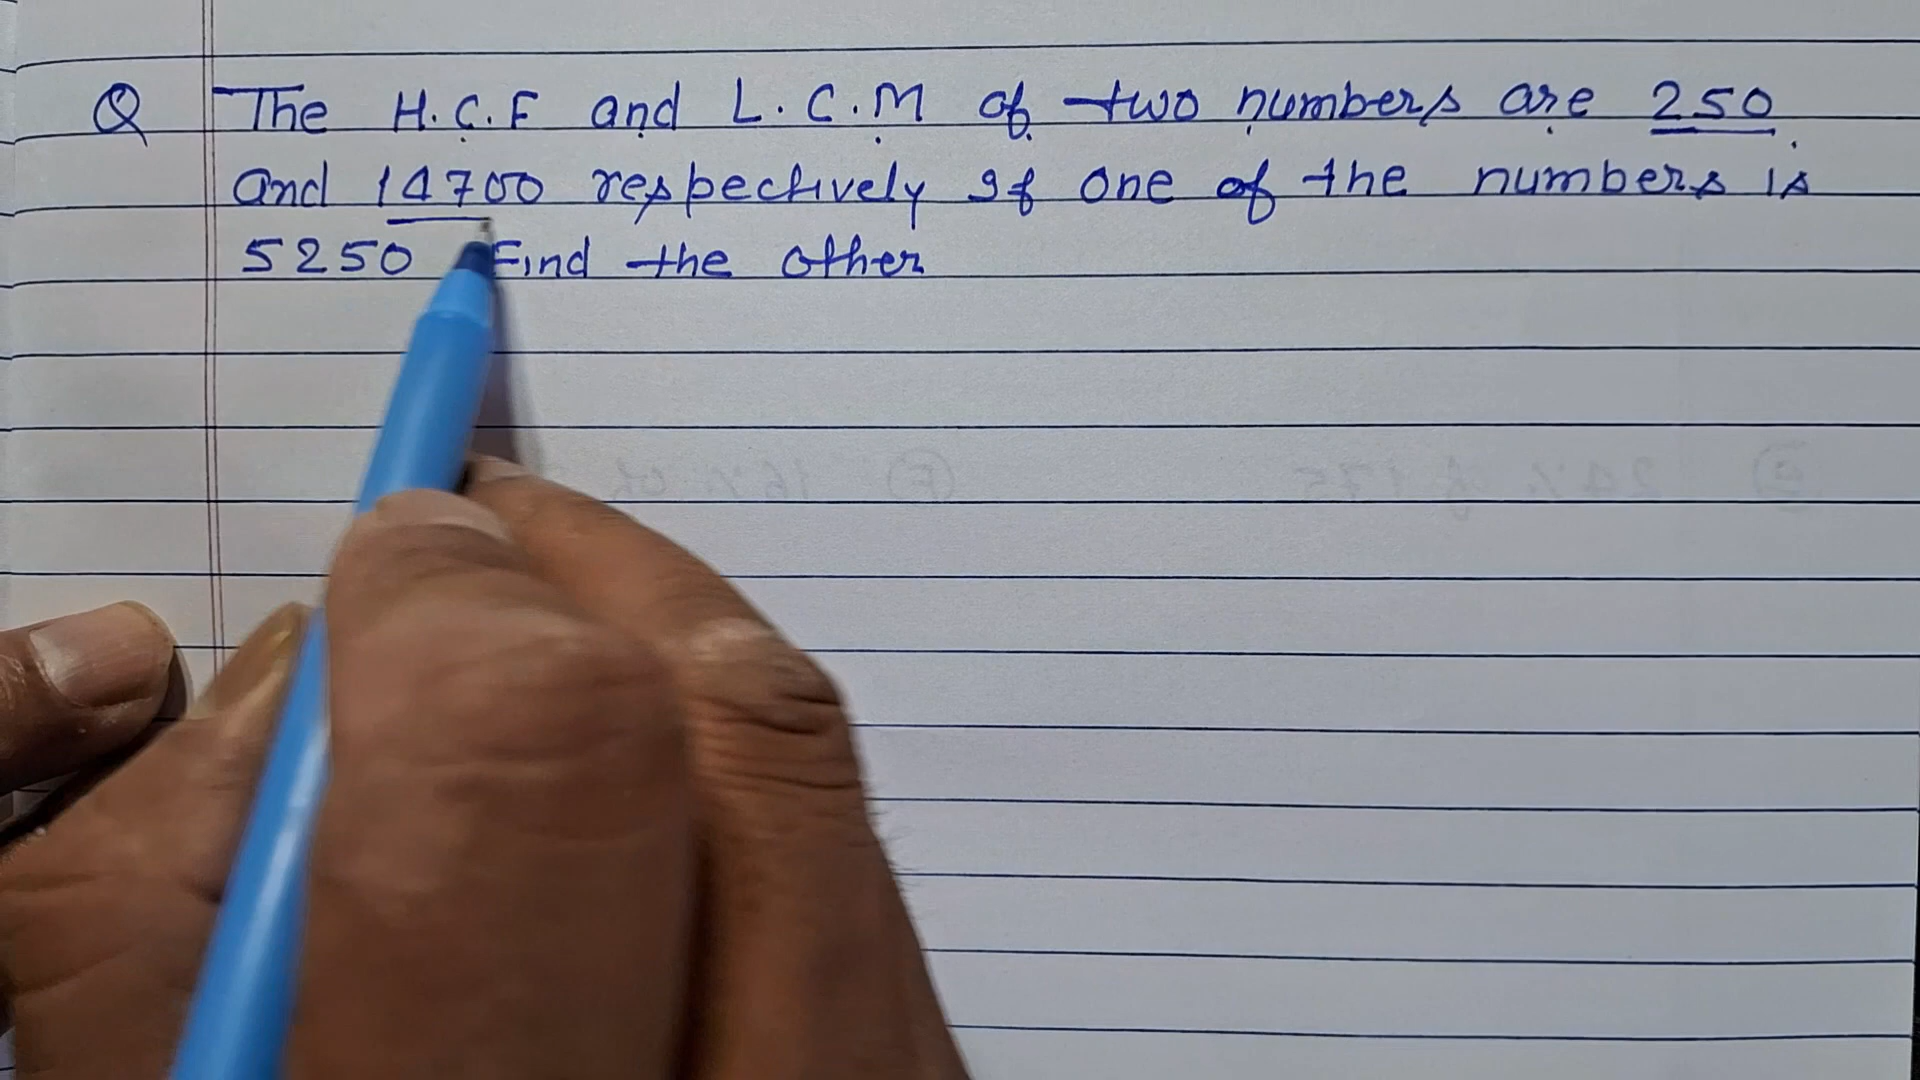 Q The H.C.F and L.C.M of two numbers are 250
and 14700 respectively If one of the numbers is
5250 Find the other